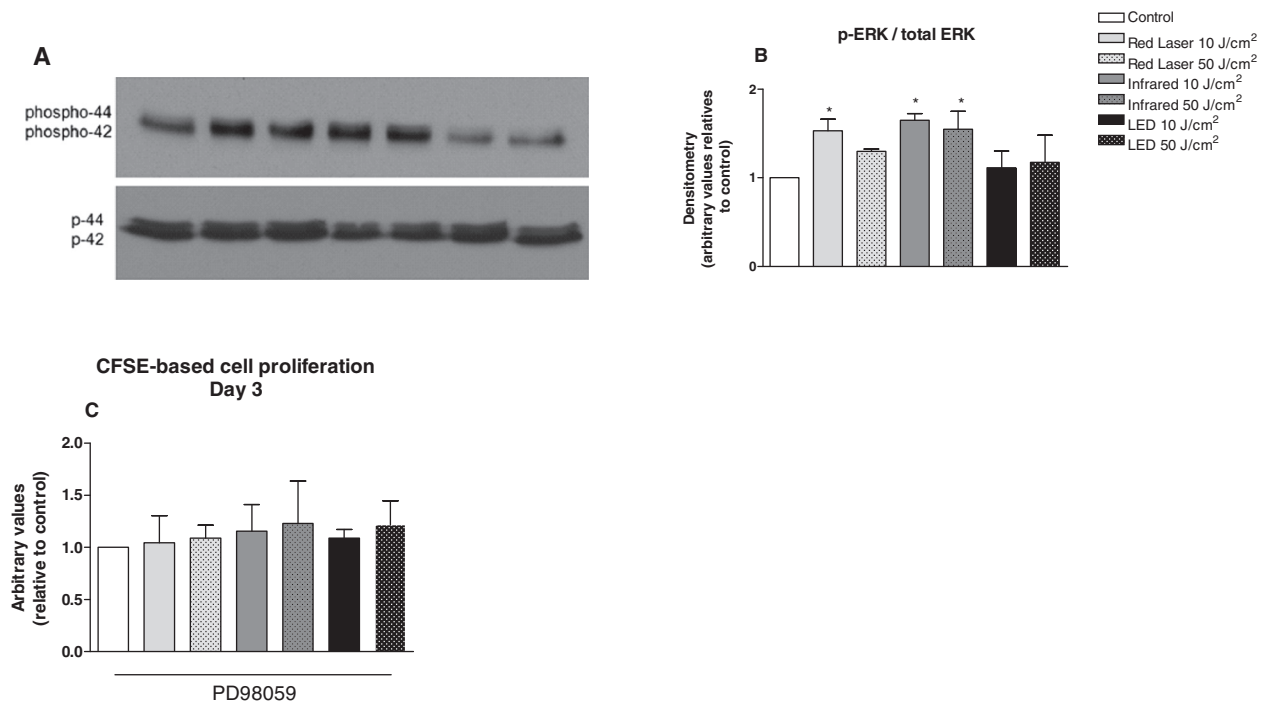 A
phospho-44
phospho-42
p-44
p-42
p-ERK / total ERK
B
Densitometry
(arbitrary values relatives
to control)
2
1
0
*
*
*
Control
Red Laser 10 J/cm²
Red Laser 50 J/cm²
Infrared 10 J/cm²
Infrared 50 J/cm²
LED 10 J/cm²
LED 50 J/cm²
CFSE-based cell proliferation
Day 3
C
Arbitrary values
(relative to control)
2.0
1.5
1.0
0.5
0.0
PD98059